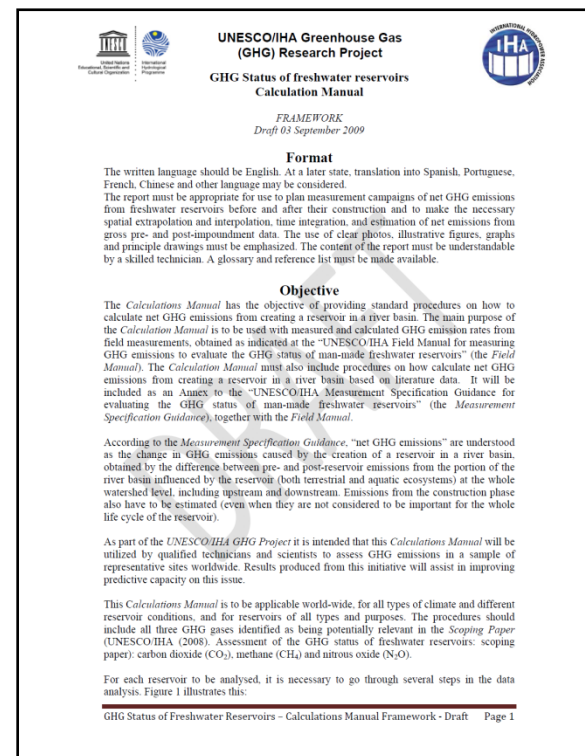 UNESCO/IHA Greenhouse Gas
(GHG) Research Project
United Nations
Educational, Scientific and
Cultural Organization
International
Hydrological
Programme
INTERNATIONAL HYDROPOWER ASSOCIATION
IHA
GHG Status of freshwater reservoirs
Calculation Manual
FRAMEWORK
Draft 03 September 2009
Format
The written language should be English. At a later state, translation into Spanish, Portuguese,
French, Chinese and other language may be considered.
The report must be appropriate for use to plan measurement campaigns of net GHG emissions
from freshwater reservoirs before and after their construction and to make the necessary
spatial extrapolation and interpolation, time integration, and estimation of net emissions from
gross pre- and post-impoundment data. The use of clear photos, illustrative figures, graphs
and principle drawings must be emphasized. The content of the report must be understandable
by a skilled technician. A glossary and reference list must be made available.
Objective
The Calculations Manual has the objective of providing standard procedures on how to
calculate net GHG emissions from creating a reservoir in a river basin. The main purpose of
the Calculation Manual is to be used with measured and calculated GHG emission rates from
field measurements, obtained as indicated at the “UNESCO/IHA Field Manual for measuring
GHG emissions to evaluate the GHG status of man-made freshwater reservoirs” (the Field
Manual). The Calculation Manual must also include procedures on how calculate net GHG
emissions from creating a reservoir in a river basin based on literature data. It will be
included as an Annex to the “UNESCO/IHA Measurement Specification Guidance for
evaluating the GHG status of man-made freshwater reservoirs” (the Measurement
Specification Guidance), together with the Field Manual.
According to the Measurement Specification Guidance, “net GHG emissions” are understood
as the change in GHG emissions caused by the creation of a reservoir in a river basin,
obtained by the difference between pre- and post-reservoir emissions from the portion of the
river basin influenced by the reservoir (both terrestrial and aquatic ecosystems) at the whole
watershed level, including upstream and downstream. Emissions from the construction phase
also have to be estimated (even when they are not considered to be important for the whole
life cycle of the reservoir).
As part of the UNESCO/IHA GHG Project it is intended that this Calculations Manual will be
utilized by qualified technicians and scientists to assess GHG emissions in a sample of
representative sites worldwide. Results produced from this initiative will assist in improving
predictive capacity on this issue.
This Calculations Manual is to be applicable world-wide, for all types of climate and different
reservoir conditions, and for reservoirs of all types and purposes. The procedures should
include all three GHG gases identified as being potentially relevant in the Scoping Paper
(UNESCO/IHA (2008). Assessment of the GHG status of freshwater reservoirs: scoping
paper): carbon dioxide (CO₂), methane (CH₄) and nitrous oxide (N₂O).
For each reservoir to be analysed, it is necessary to go through several steps in the data
analysis. Figure 1 illustrates this:
DRAFT
GHG Status of Freshwater Reservoirs – Calculations Manual Framework - Draft Page 1